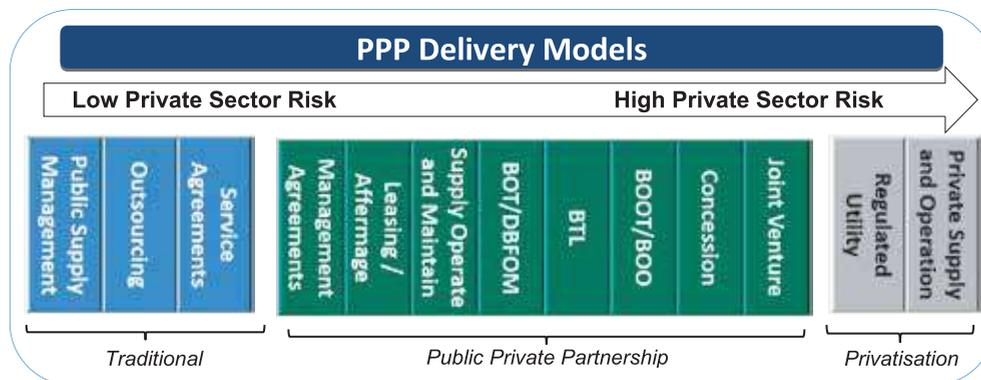 PPP Delivery Models
Low Private Sector Risk
High Private Sector Risk
Public Supply
Management
Outsourcing
Service
Agreements
Management
Agreements
Leasing /
Affermage
Supply Operate
and Maintain
BOT/DBFOM
BTL
BOOT/BOO
Concession
Joint Venture
Regulated
Utility
Private Supply
and Operation
Traditional
Public Private Partnership
Privatisation